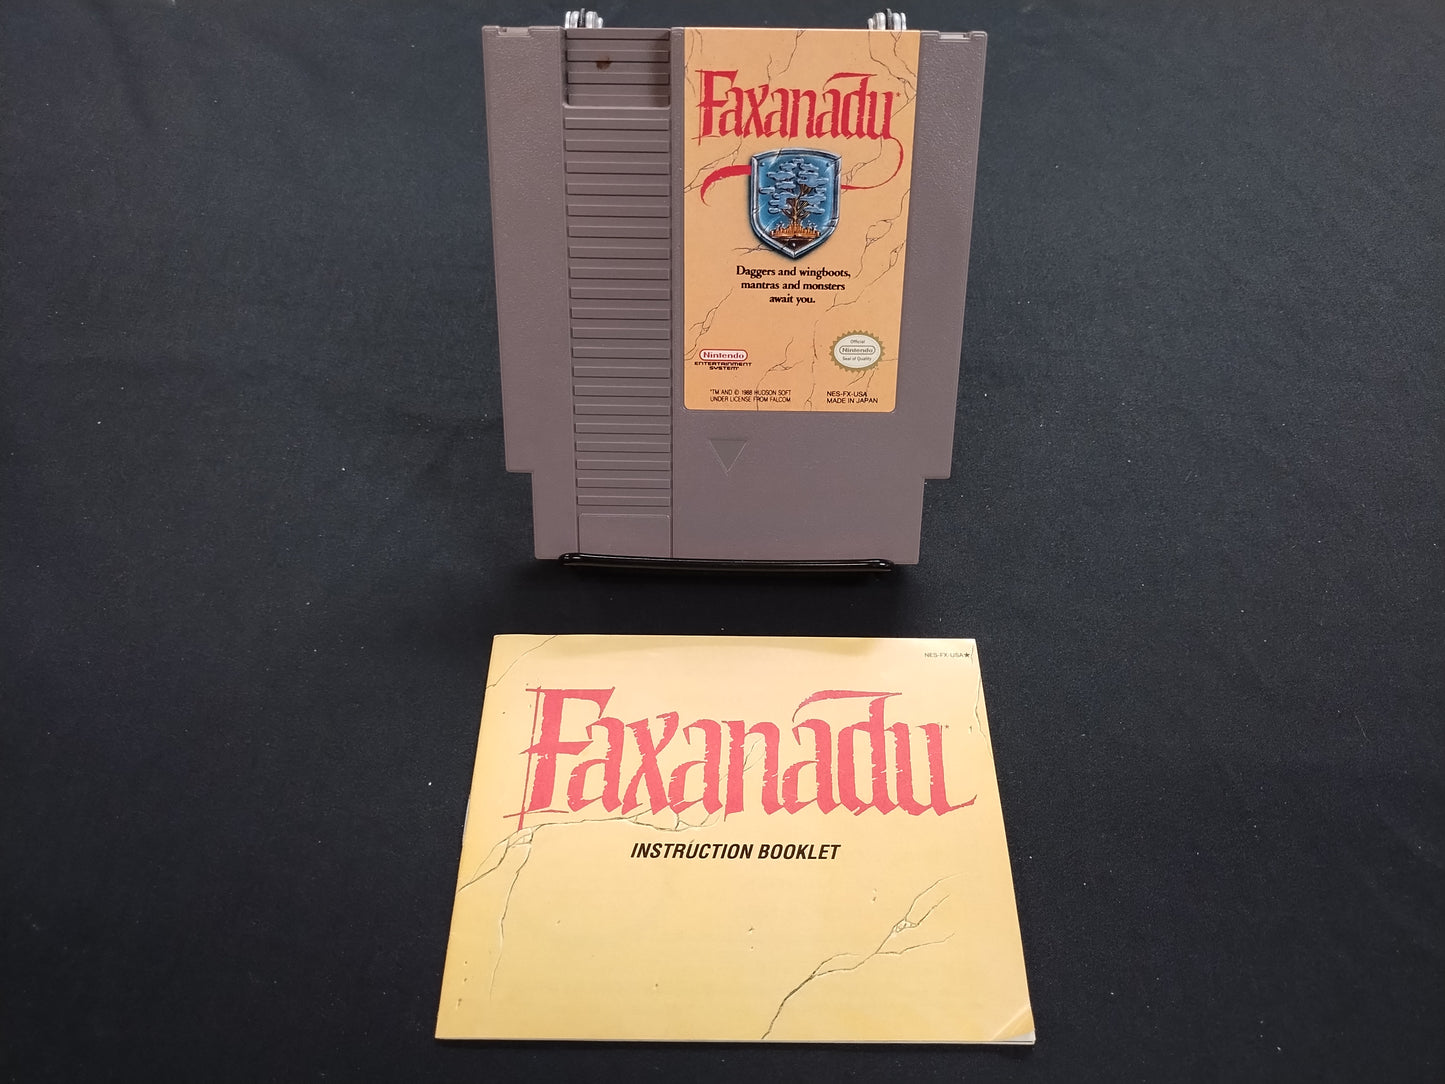 Faxanadu
Daggers and wingboots,
mantras and monsters
await you.
Nintendo
ENTERTAINMENT
SYSTEM
Official
Nintendo
Seal of Quality
*TM AND © 1988 HUDSON SOFT
UNDER LICENSE FROM FALCOM
NES-FX-USA
MADE IN JAPAN
NES-FX-USA★
Faxanadu*
INSTRUCTION BOOKLET